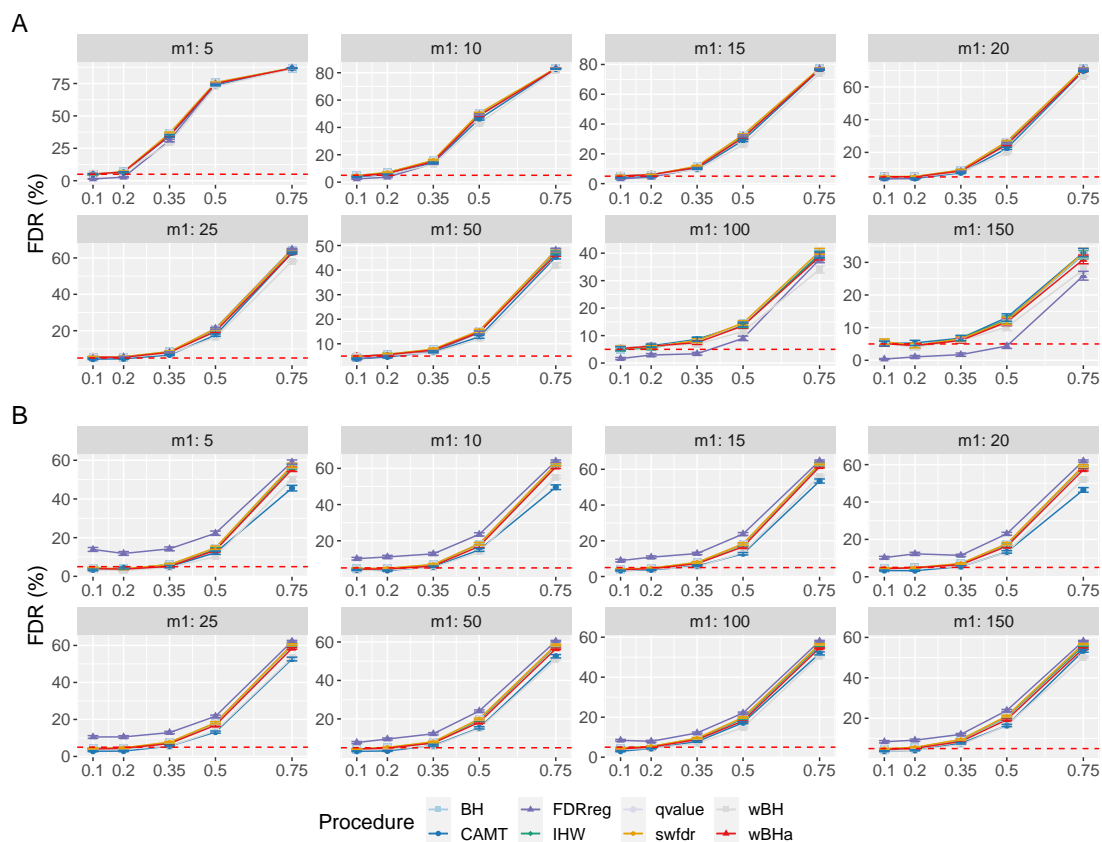 A
m1: 5 m1: 10 m1: 15 m1: 20
75 50 25 0
80 60 40 20 0
80 60 40 20 0
60 40 20
0.1 0.2 0.35 0.5 0.75 0.1 0.2 0.35 0.5 0.75 0.1 0.2 0.35 0.5 0.75 0.1 0.2 0.35 0.5 0.75
FDR (%)
m1: 25 m1: 50 m1: 100 m1: 150
60 40 20
50 40 30 20 10 0
40 30 20 10 0
30 20 10 0
0.1 0.2 0.35 0.5 0.75 0.1 0.2 0.35 0.5 0.75 0.1 0.2 0.35 0.5 0.75 0.1 0.2 0.35 0.5 0.75
B
m1: 5 m1: 10 m1: 15 m1: 20
60 40 20 0
60 40 20 0
60 40 20 0
60 40 20 0
0.1 0.2 0.35 0.5 0.75 0.1 0.2 0.35 0.5 0.75 0.1 0.2 0.35 0.5 0.75 0.1 0.2 0.35 0.5 0.75
FDR (%)
m1: 25 m1: 50 m1: 100 m1: 150
60 40 20 0
60 40 20 0
60 40 20 0
60 40 20 0
0.1 0.2 0.35 0.5 0.75 0.1 0.2 0.35 0.5 0.75 0.1 0.2 0.35 0.5 0.75 0.1 0.2 0.35 0.5 0.75
Procedure
BH FDRreg qvalue wBH
CAMT IHW swfdr wBHa